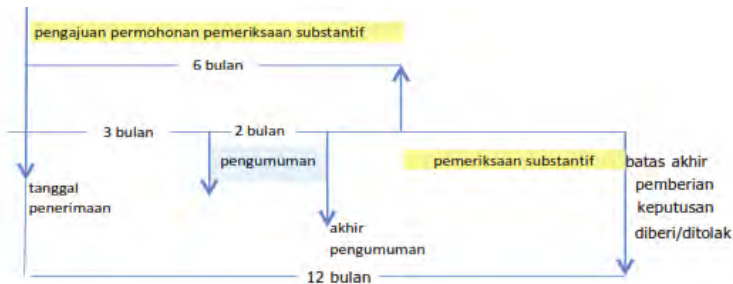 pengajuan permohonan pemeriksaan substantif
6 bulan
3 bulan
2 bulan
pengumuman
pemeriksaan substantif
batas akhir
pemberian
keputusan
diberi/ditolak
tanggal
penerimaan
akhir
pengumuman
12 bulan